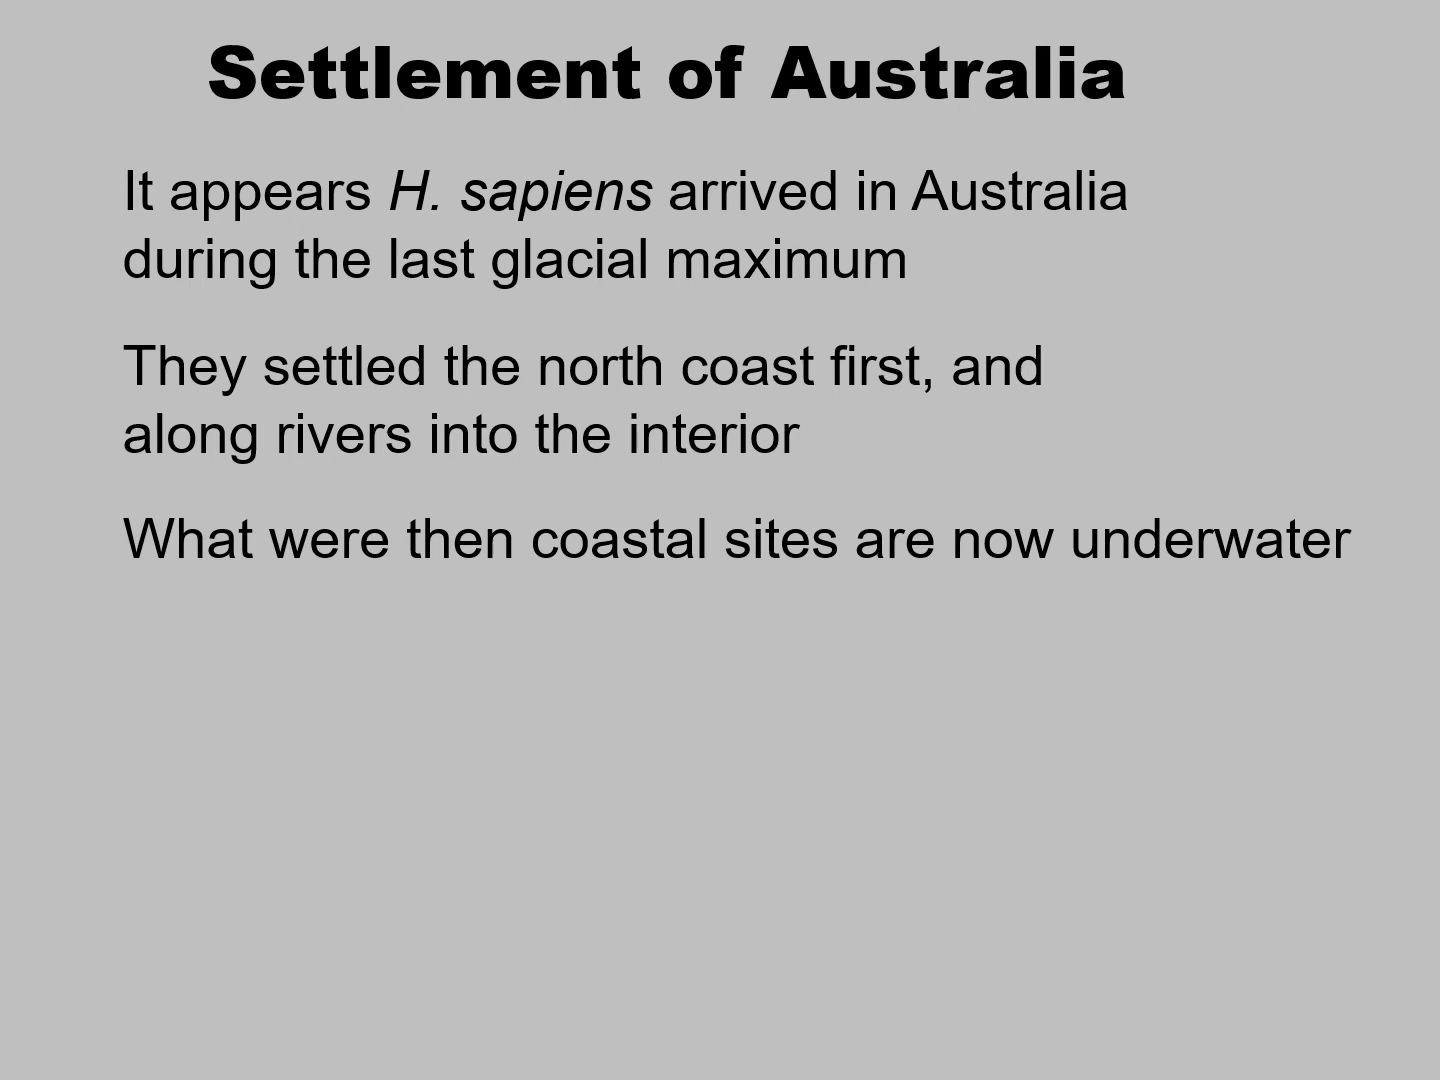 Settlement of Australia
It appears H. sapiens arrived in Australia
during the last glacial maximum
They settled the north coast first, and
along rivers into the interior
What were then coastal sites are now underwater